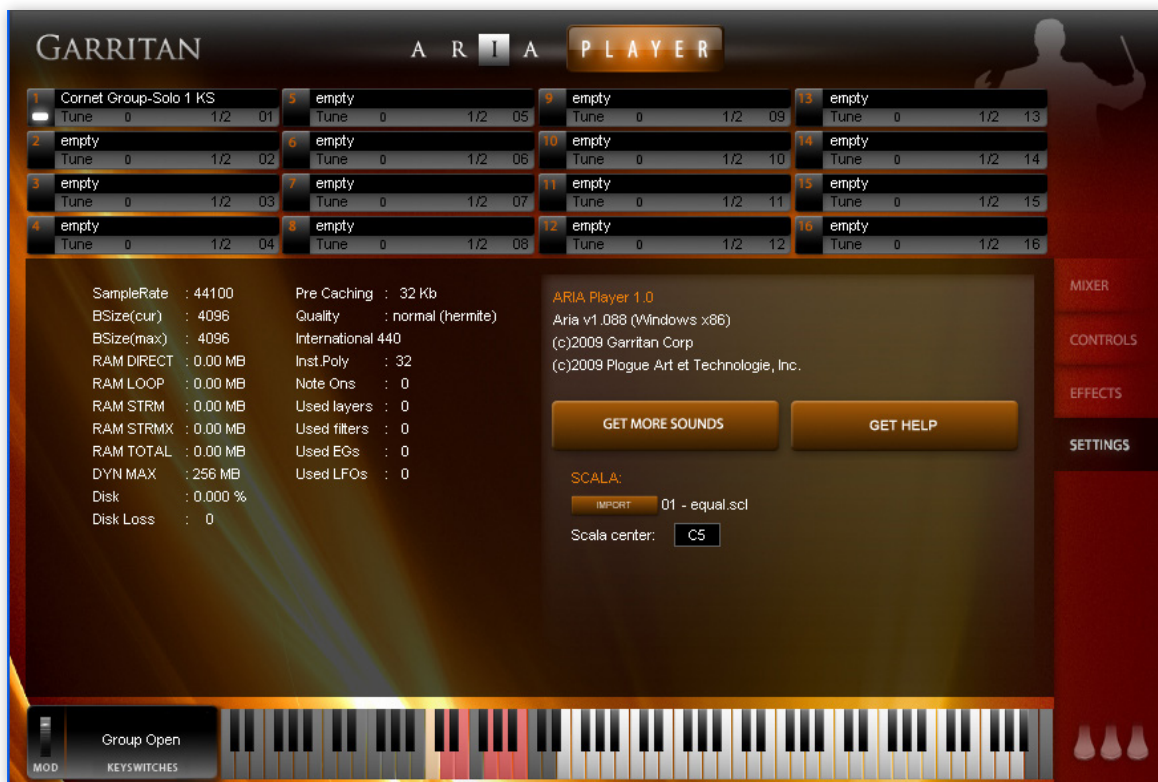 GARRITAN
ARIA PLAYER
1 Cornet Group-Solo 1 KS
Tune 0 1/2 01
5 empty
Tune 0 1/2 05
9 empty
Tune 0 1/2 09
13 empty
Tune 0 1/2 13
2 empty
Tune 0 1/2 02
6 empty
Tune 0 1/2 06
10 empty
Tune 0 1/2 10
14 empty
Tune 0 1/2 14
3 empty
Tune 0 1/2 03
7 empty
Tune 0 1/2 07
11 empty
Tune 0 1/2 11
15 empty
Tune 0 1/2 15
4 empty
Tune 0 1/2 04
8 empty
Tune 0 1/2 08
12 empty
Tune 0 1/2 12
16 empty
Tune 0 1/2 16
SampleRate : 44100
BSize(cur) : 4096
BSize(max) : 4096
RAM DIRECT : 0.00 MB
RAM LOOP : 0.00 MB
RAM STRM : 0.00 MB
RAM STRMX : 0.00 MB
RAM TOTAL : 0.00 MB
DYN MAX : 256 MB
Disk : 0.000 %
Disk Loss : 0
Pre Caching : 32 Kb
Quality : normal (hermite)
International 440
Inst.Poly : 32
Note Ons : 0
Used layers : 0
Used filters : 0
Used EGs : 0
Used LFOs : 0
ARIA Player 1.0
Aria v1.088 (Windows x86)
(c)2009 Garritan Corp
(c)2009 Plogue Art et Technologie, Inc.
GET MORE SOUNDS
GET HELP
SCALA:
IMPORT 01 - equal.scl
Scala center: C5
MIXER
CONTROLS
EFFECTS
SETTINGS
Group Open
MOD
KEYSWITCHES